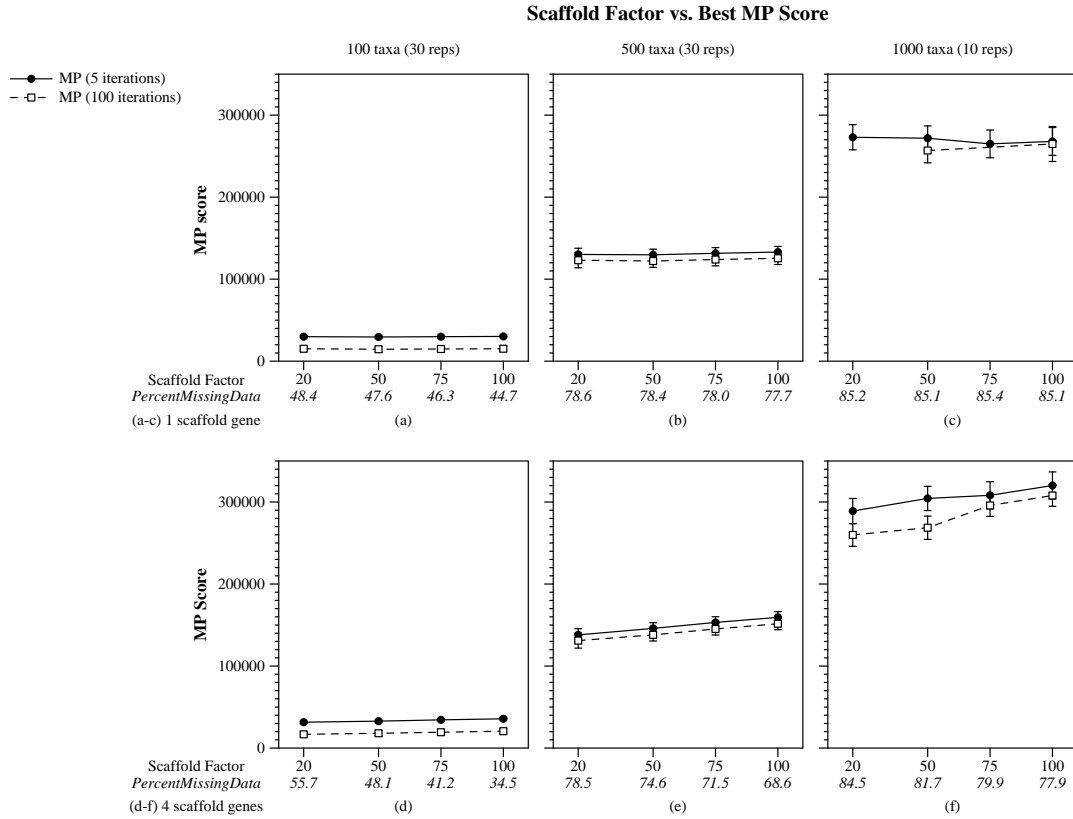 Scaffold Factor vs. Best MP Score
100 taxa (30 reps) 500 taxa (30 reps) 1000 taxa (10 reps)
MP (5 iterations)
MP (100 iterations)
MP score
300000
200000
100000
0
Scaffold Factor 20 50 75 100 20 50 75 100 20 50 75 100
PercentMissingData 48.4 47.6 46.3 44.7 78.6 78.4 78.0 77.7 85.2 85.1 85.4 85.1
(a-c) 1 scaffold gene (a) (b) (c)
MP Score
300000
200000
100000
0
Scaffold Factor 20 50 75 100 20 50 75 100 20 50 75 100
PercentMissingData 55.7 48.1 41.2 34.5 78.5 74.6 71.5 68.6 84.5 81.7 79.9 77.9
(d-f) 4 scaffold genes (d) (e) (f)